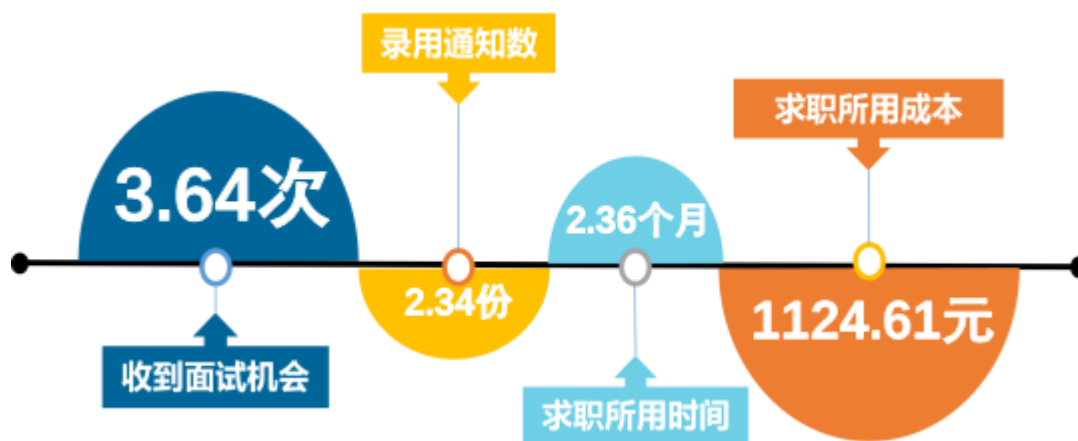 录用通知数
求职所用成本
3.64次
2.36个月
2.34份
1124.61元
收到面试机会
求职所用时间